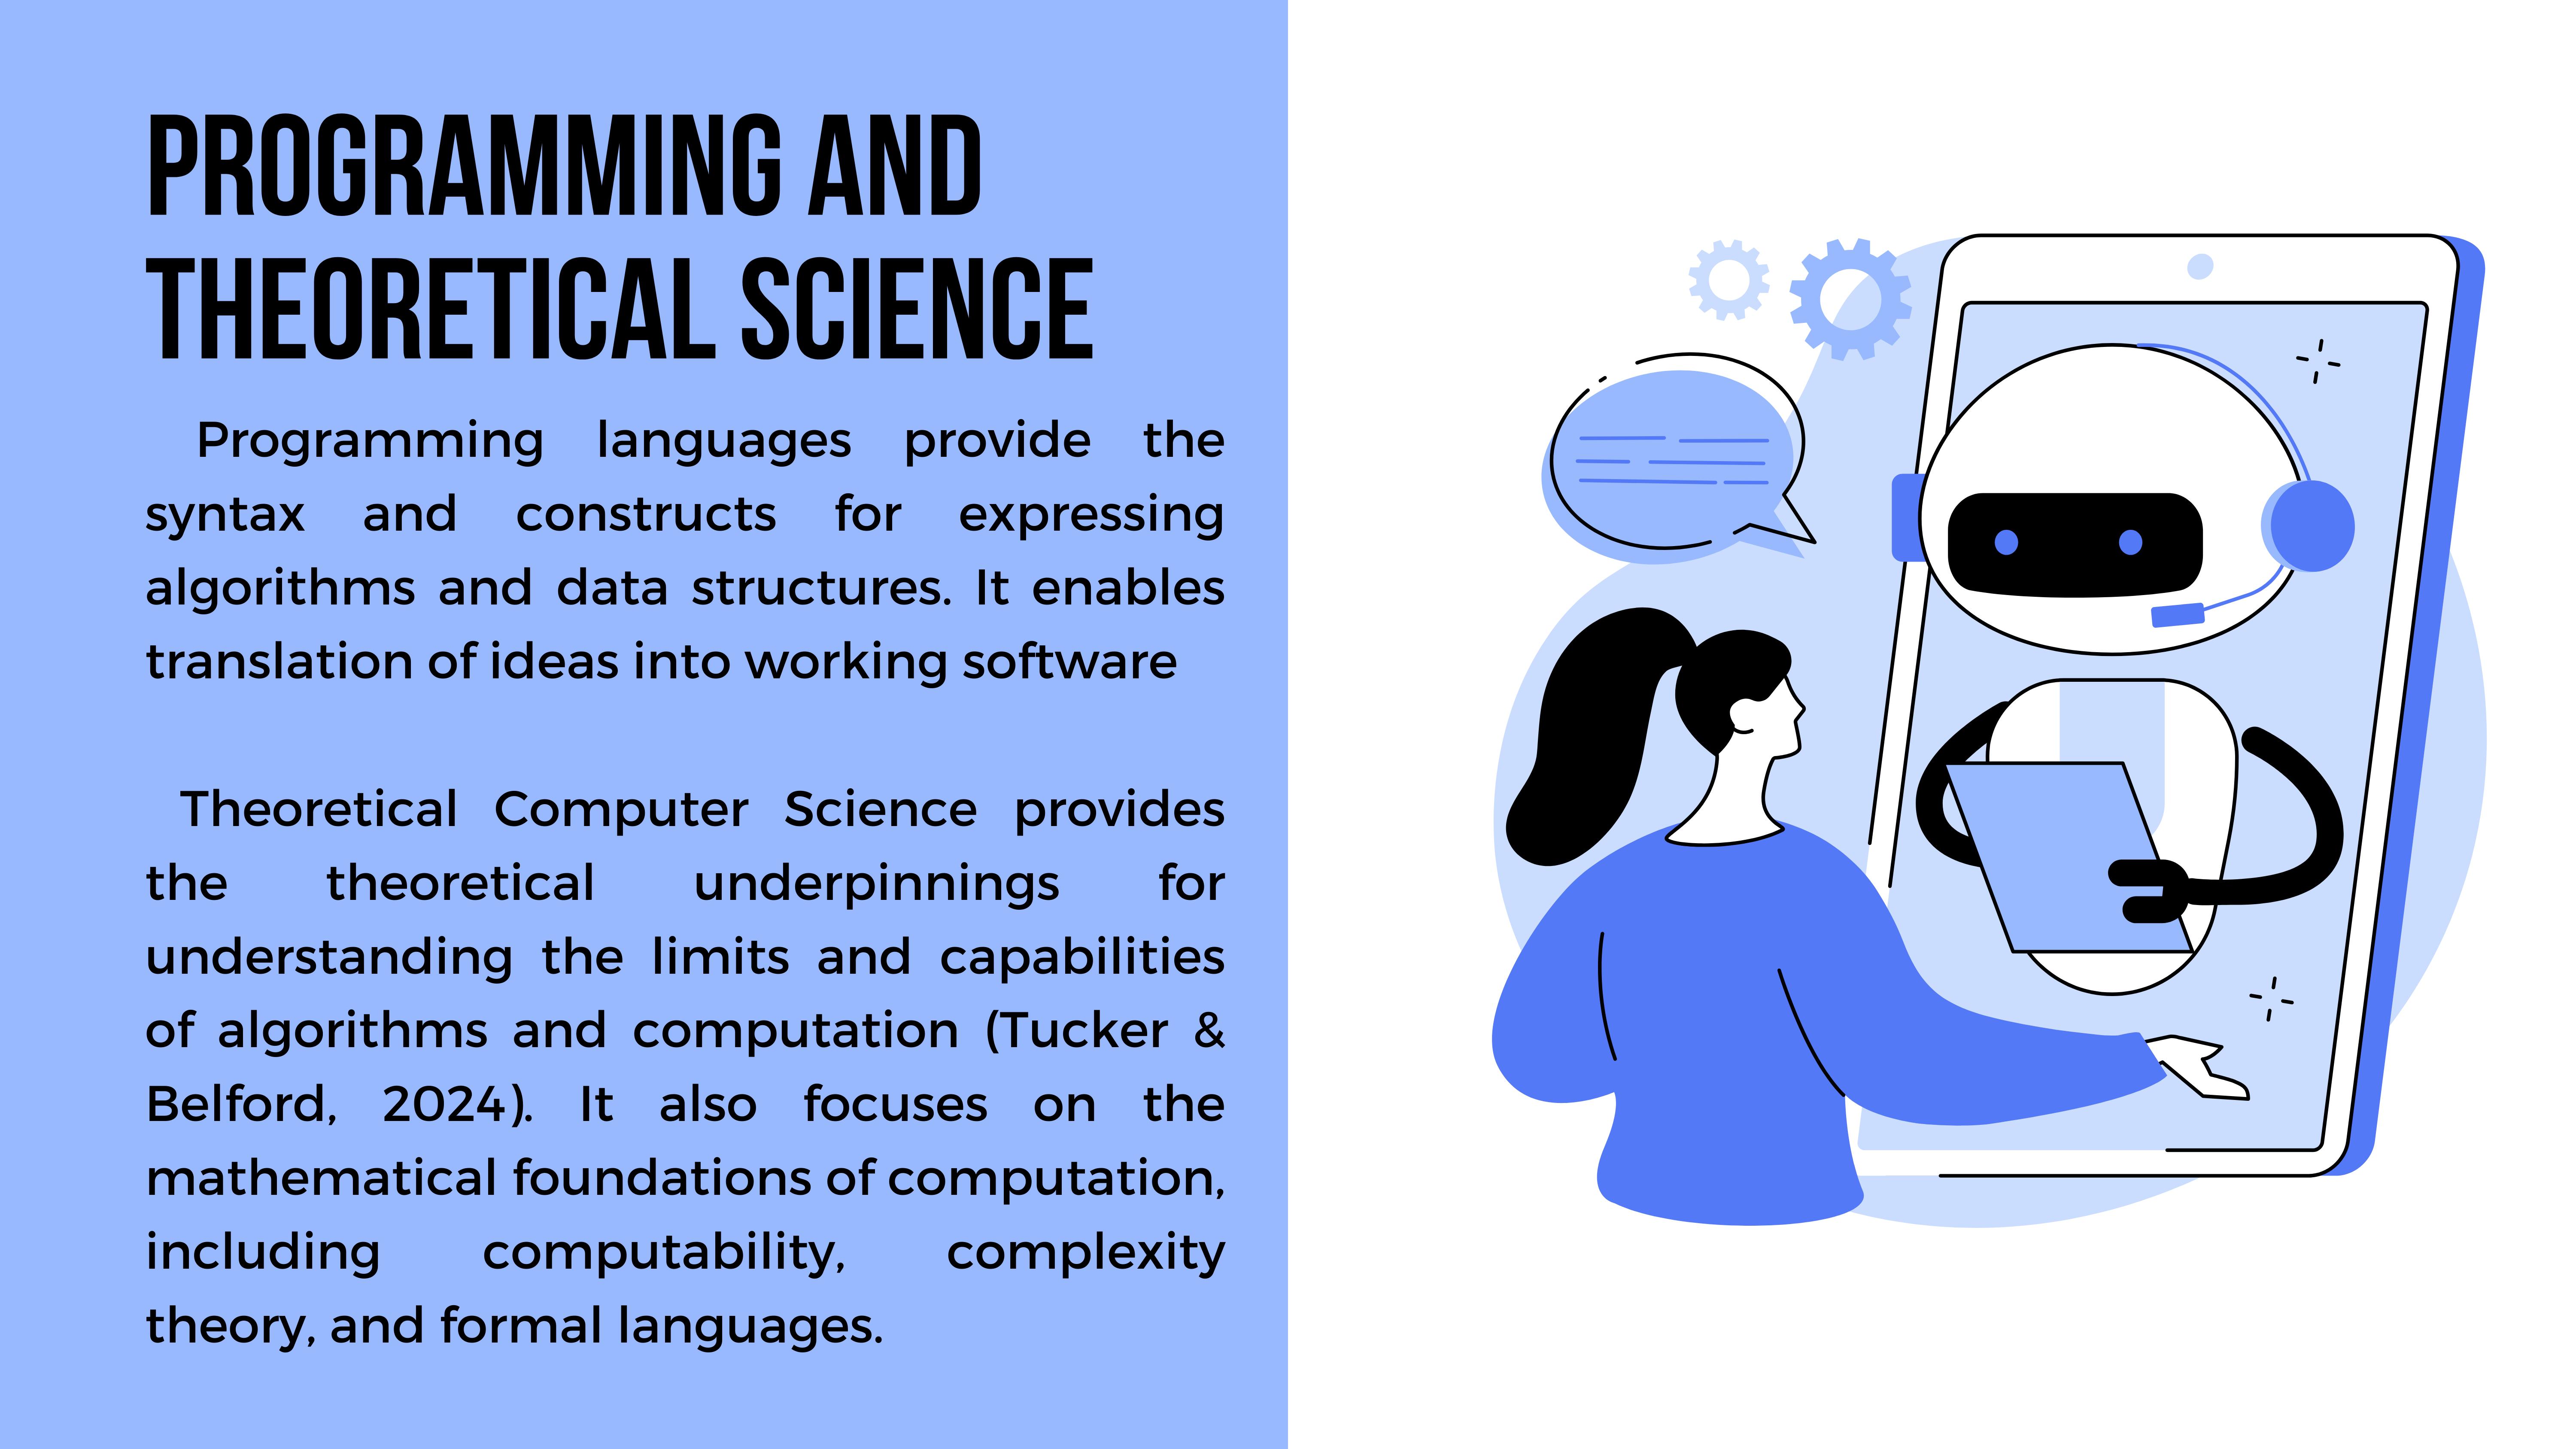 PROGRAMMING AND
THEORETICAL SCIENCE
Programming languages provide the
syntax and constructs for expressing
algorithms and data structures. It enables
translation of ideas into working software
Theoretical Computer Science provides
the theoretical underpinnings for
understanding the limits and capabilities
of algorithms and computation (Tucker &
Belford, 2024). It also focuses on the
mathematical foundations of computation,
including computability, complexity
theory, and formal languages.